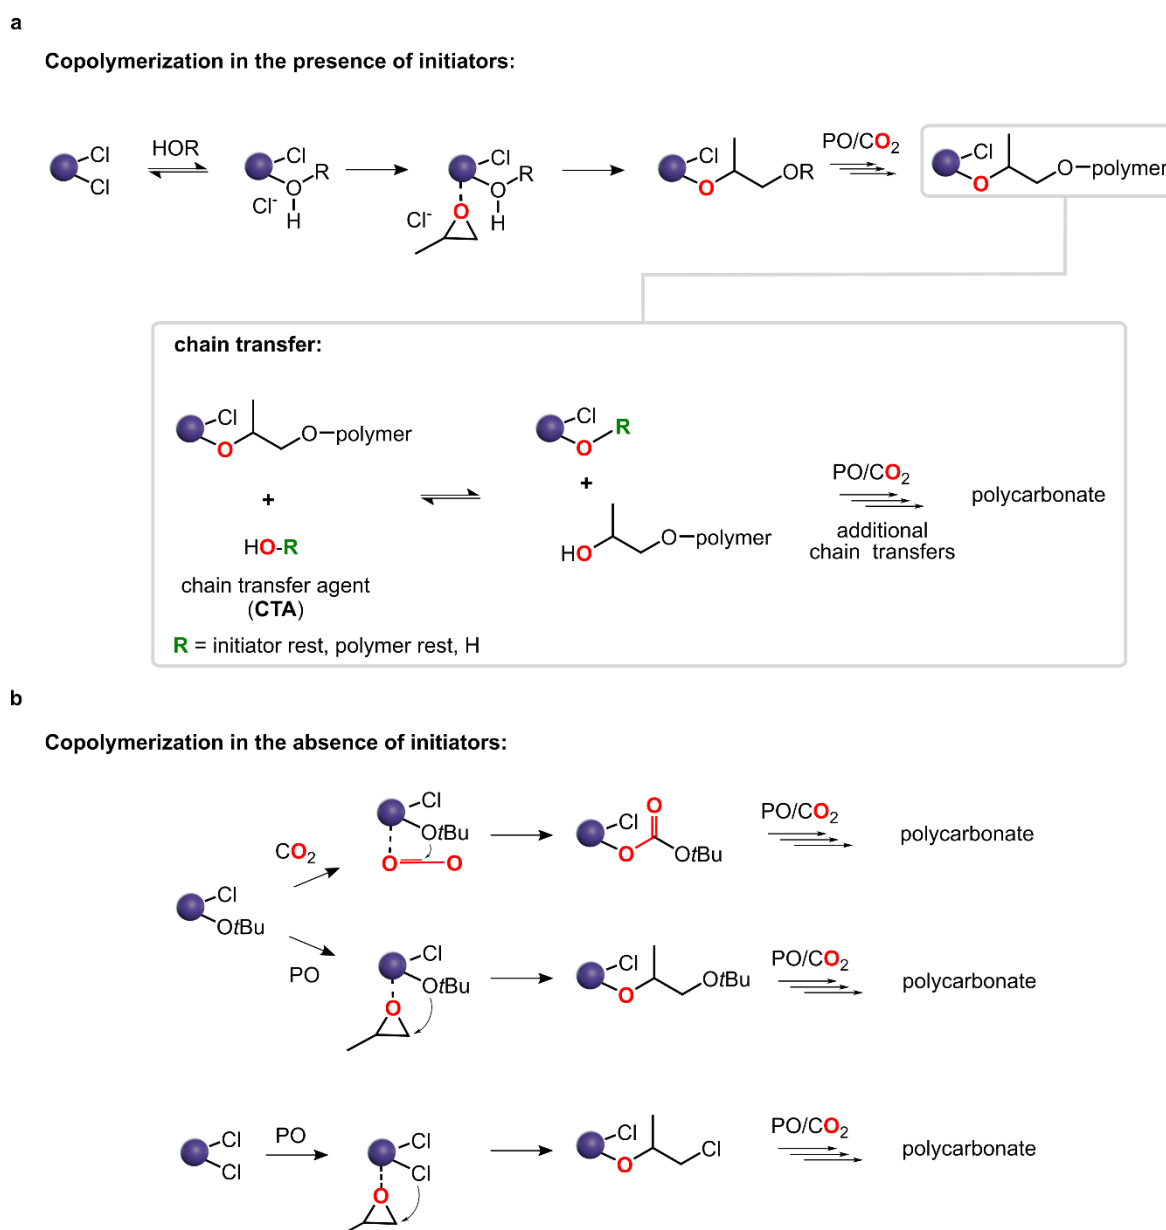 a
Copolymerization in the presence of initiators:
Cl
Cl
HOR
Cl
O
R
Cl-
H
Cl
R
O
O
Cl-
H
Cl
O
OR
PO/CO2
Cl
O
O-polymer
chain transfer:
Cl
O
O-polymer
+
HO-R
chain transfer agent
(CTA)
R = initiator rest, polymer rest, H
Cl
R
O
+
HO
O-polymer
PO/CO2
additional
chain transfers
polycarbonate
b
Copolymerization in the absence of initiators:
Cl
OtBu
CO2
Cl
OtBu
O
O
Cl
O
O
OtBu
PO/CO2
polycarbonate
PO
Cl
OtBu
O
Cl
O
OtBu
PO/CO2
polycarbonate
Cl
Cl
PO
Cl
Cl
O
Cl
O
Cl
PO/CO2
polycarbonate